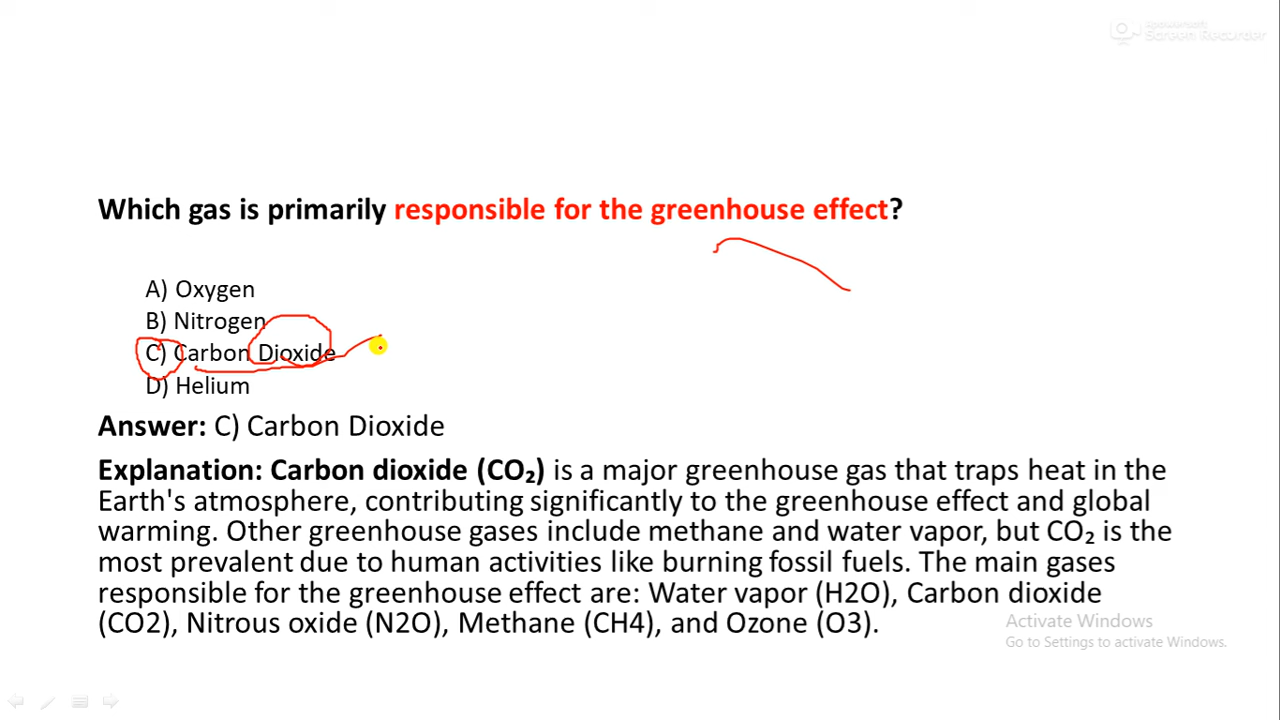 Apowersoft
Screen Recorder
Which gas is primarily responsible for the greenhouse effect?
A) Oxygen
B) Nitrogen
C) Carbon Dioxide
D) Helium
Answer: C) Carbon Dioxide
Explanation: Carbon dioxide (CO₂) is a major greenhouse gas that traps heat in the
Earth's atmosphere, contributing significantly to the greenhouse effect and global
warming. Other greenhouse gases include methane and water vapor, but CO₂ is the
most prevalent due to human activities like burning fossil fuels. The main gases
responsible for the greenhouse effect are: Water vapor (H2O), Carbon dioxide
(CO2), Nitrous oxide (N2O), Methane (CH4), and Ozone (O3).
Activate Windows
Go to Settings to activate Windows.